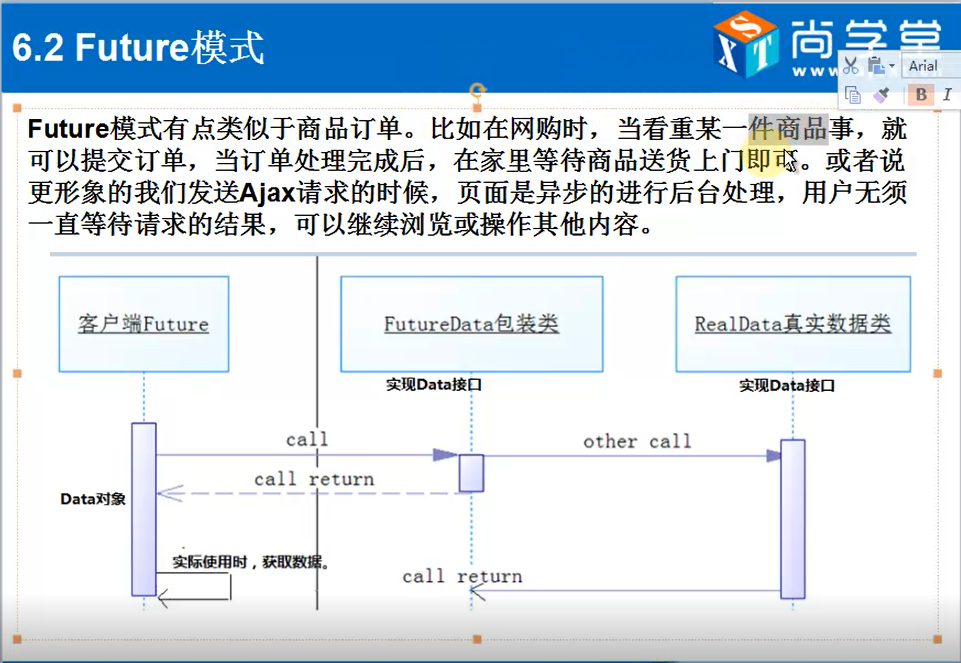 6.2 Future模式
尚学堂
Arial
B I
Future模式有点类似于商品订单。比如在网购时，当看重某一件商品事，就
可以提交订单，当订单处理完成后，在家里等待商品送货上门即可。或者说
更形象的我们发送Ajax请求的时候，页面是异步的进行后台处理，用户无须
一直等待请求的结果，可以继续浏览或操作其他内容。
客户端Future
FutureData包装类
RealData真实数据类
实现Data接口
实现Data接口
call
other call
call return
Data对象
实际使用时，获取数据。
call return